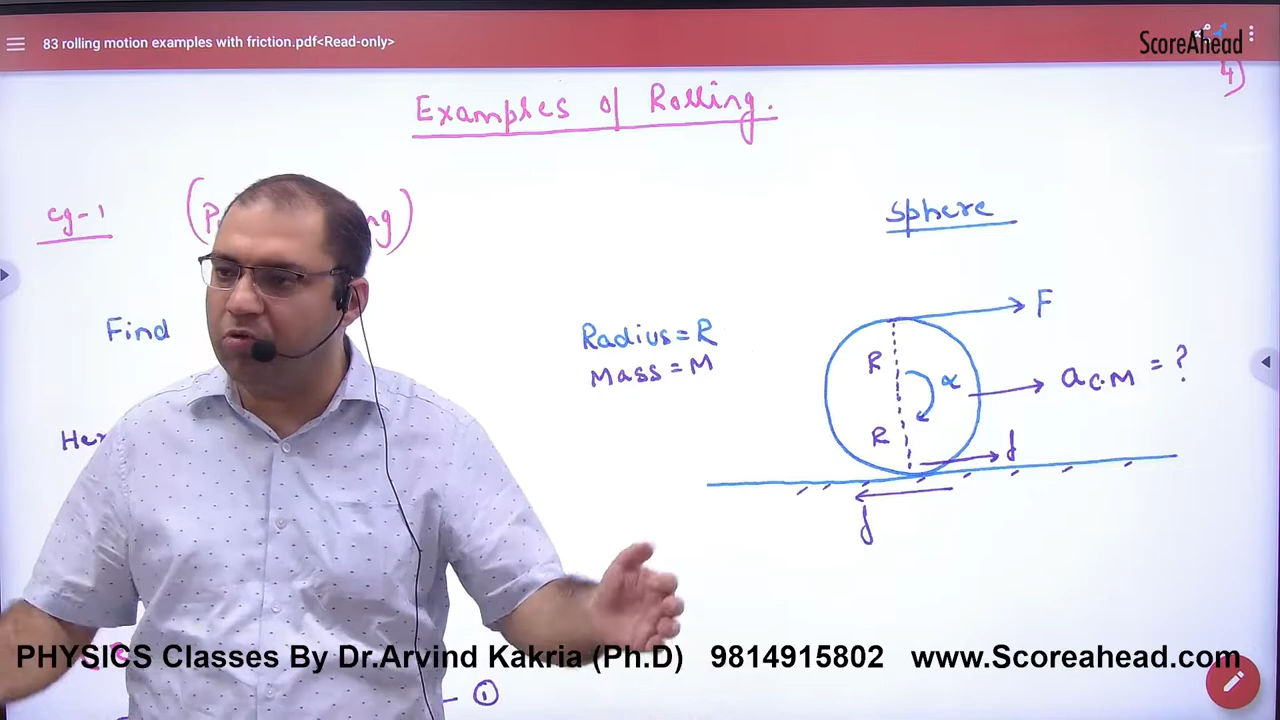 83 rolling motion examples with friction.pdf<Read-only>
ScoreAhead
4)
Examples of Rolling.
eg-1
Sphere
Find
Radius = R
Mass = M
F
R
α
a C.M = ?
R
f
f
PHYSICS Classes By Dr.Arvind Kakria (Ph.D) 9814915802 www.Scoreahead.com
①